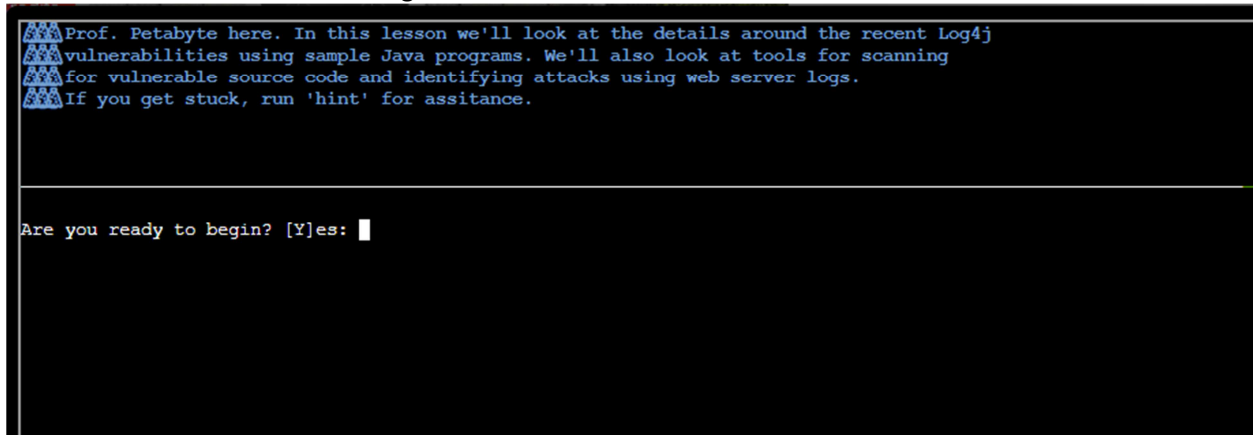 🎄🎄🎄Prof. Petabyte here. In this lesson we'll look at the details around the recent Log4j
🎄🎄🎄vulnerabilities using sample Java programs. We'll also look at tools for scanning
🎄🎄🎄for vulnerable source code and identifying attacks using web server logs.
🎄🎄🎄If you get stuck, run 'hint' for assitance.
Are you ready to begin? [Y]es: